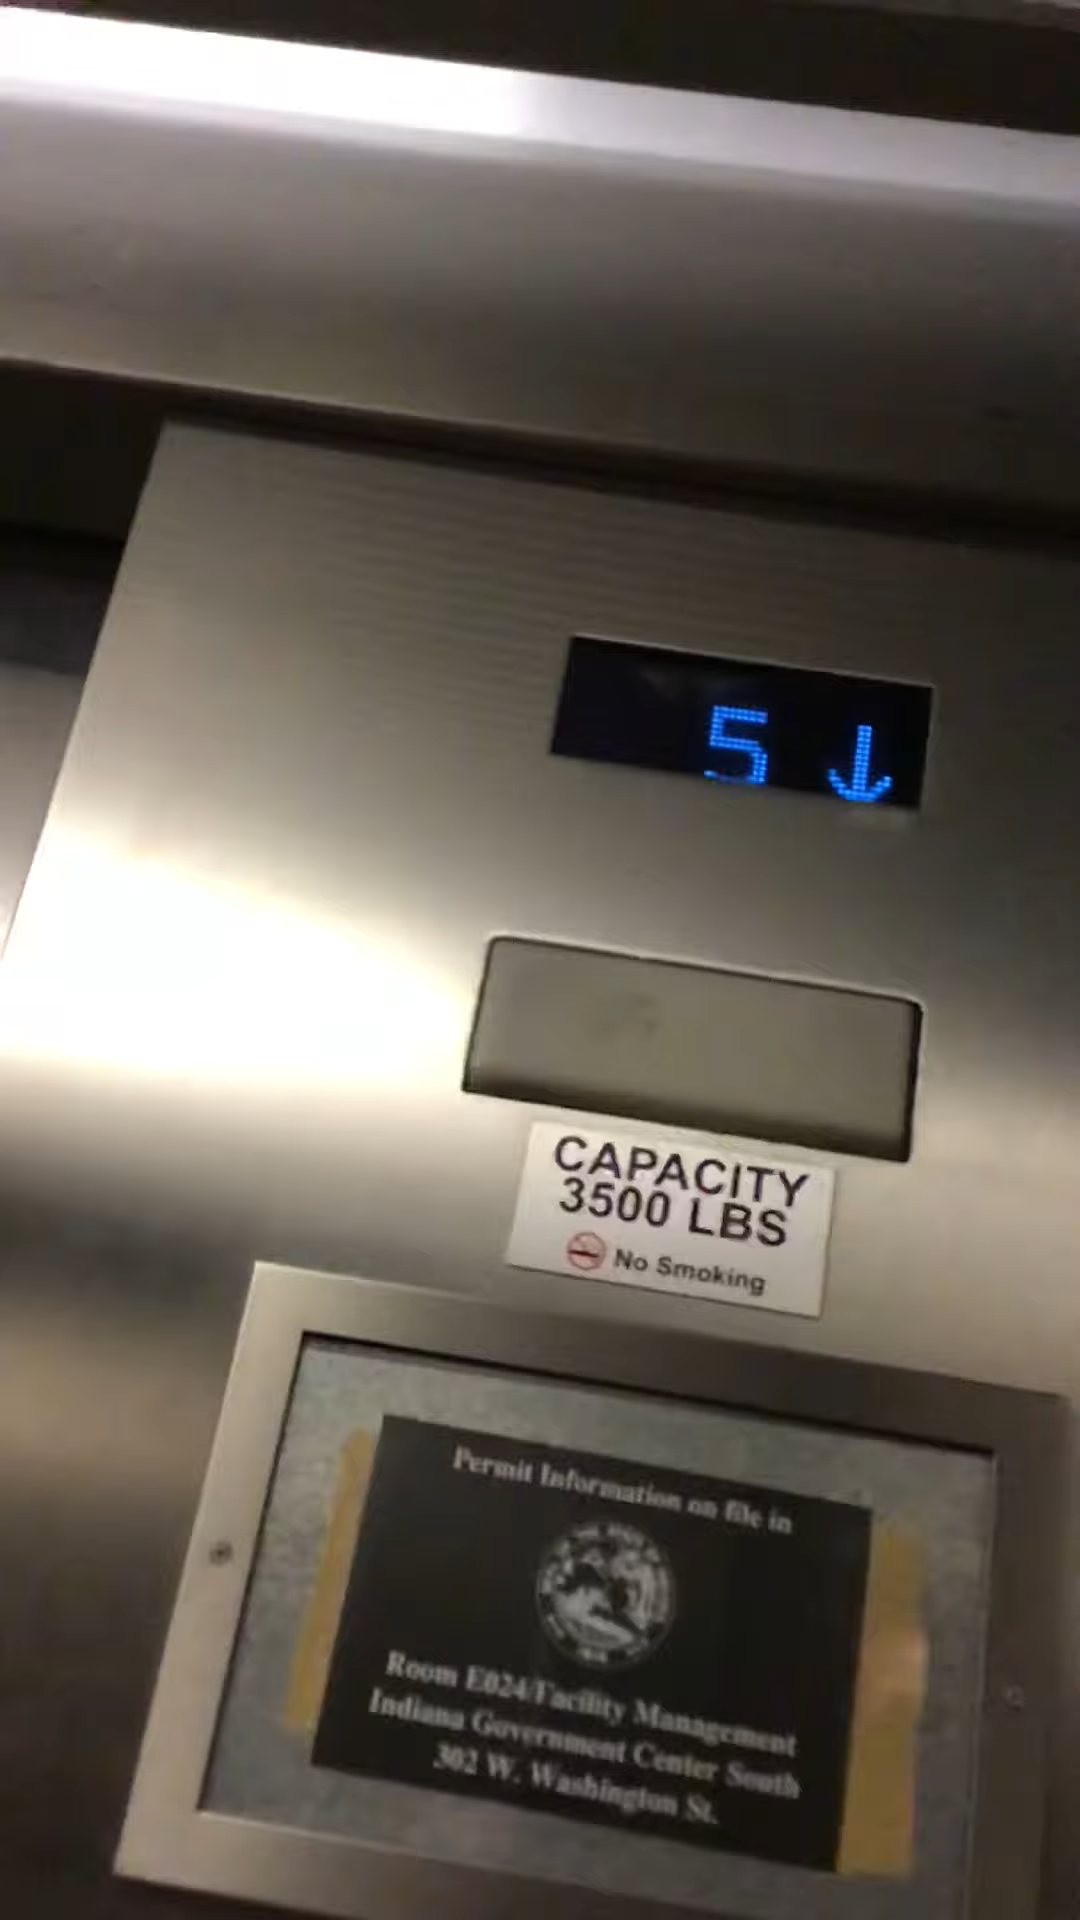 5 ↓
CAPACITY
3500 LBS
No Smoking
Permit Information on file in
Room E024/Facility Management
Indiana Government Center South
302 W. Washington St.